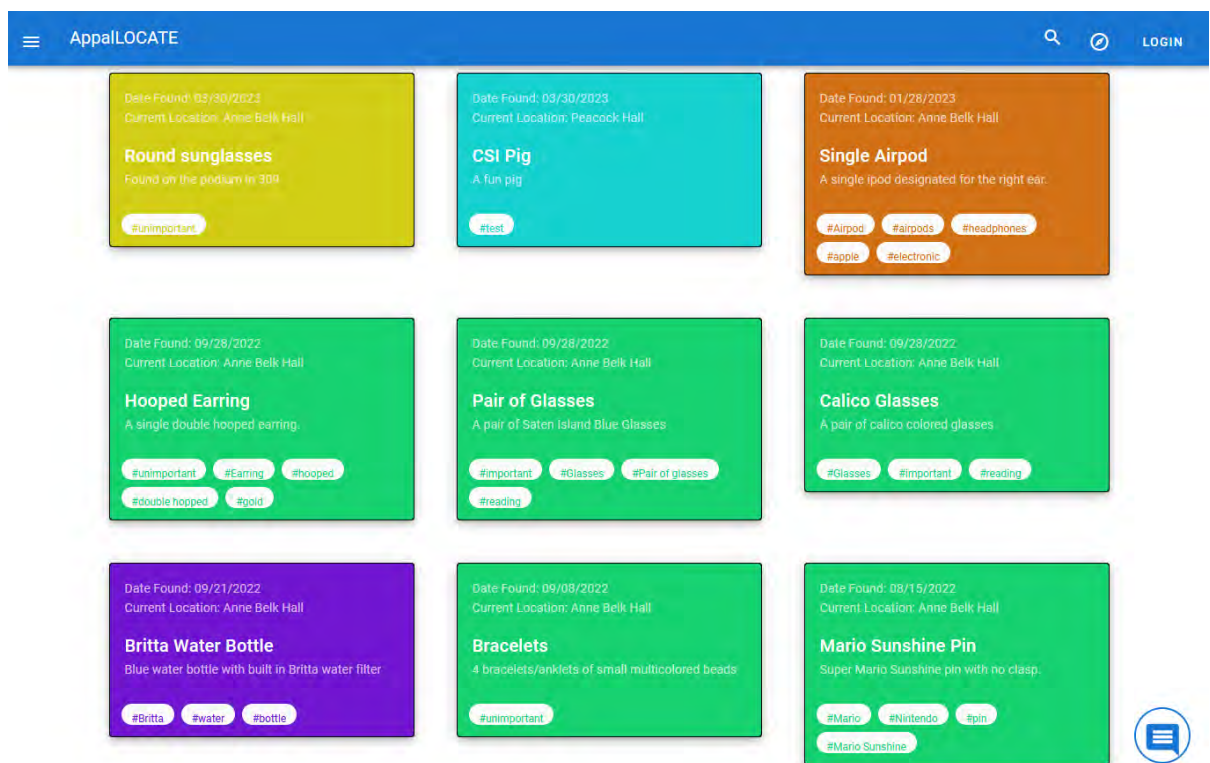 AppalLOCATE
LOGIN
Date Found: 03/30/2023
Current Location: Anne Belk Hall
Round sunglasses
Found on the podium in 309
#unimportant
Date Found: 03/30/2023
Current Location: Peacock Hall
CSI Pig
A fun pig
#test
Date Found: 01/28/2023
Current Location: Anne Belk Hall
Single Airpod
A single ipod designated for the right ear.
#Airpod #airpods #headphones
#apple #electronic
Date Found: 09/28/2022
Current Location: Anne Belk Hall
Hooped Earring
A single double hooped earring.
#unimportant #Earring #hooped
#double hopped #gold
Date Found: 09/28/2022
Current Location: Anne Belk Hall
Pair of Glasses
A pair of Saten Island Blue Glasses
#important #Glasses #Pair of glasses
#reading
Date Found: 09/28/2022
Current Location: Anne Belk Hall
Calico Glasses
A pair of calico colored glasses
#Glasses #important #reading
Date Found: 09/21/2022
Current Location: Anne Belk Hall
Britta Water Bottle
Blue water bottle with built in Britta water filter
#Britta #water #bottle
Date Found: 09/08/2022
Current Location: Anne Belk Hall
Bracelets
4 bracelets/anklets of small multicolored beads
#unimportant
Date Found: 08/15/2022
Current Location: Anne Belk Hall
Mario Sunshine Pin
Super Mario Sunshine pin with no clasp.
#Mario #Nintendo #pin
#Mario Sunshine